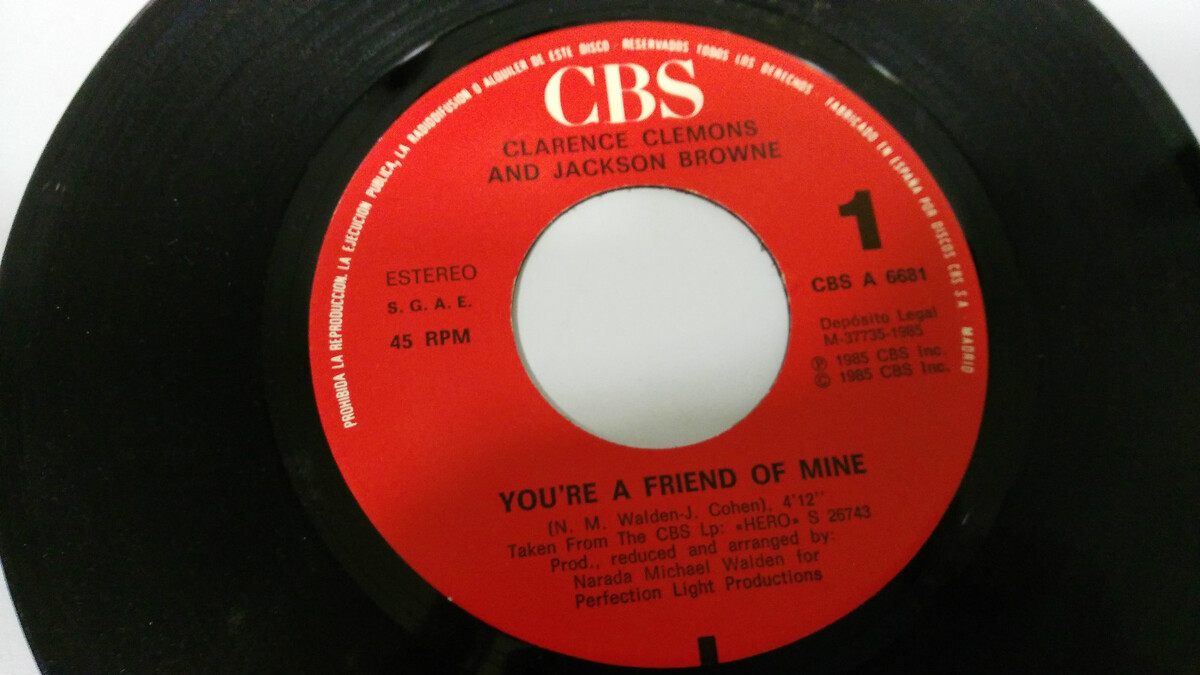 PROHIBIDA LA REPRODUCCION. LA EJECUCION PUBLICA, LA RADIODIFUSION O ALQUILER DE ESTE DISCO · RESERVADOS TODOS LOS DERECHOS · FABRICADO EN ESPAÑA POR DISCOS CBS S A MADRID
CBS
CLARENCE CLEMONS
AND JACKSON BROWNE
1
ESTEREO
S. G. A. E.
45 RPM
CBS A 6681
Depósito Legal
M-37735-1985
Ⓟ 1985 CBS Inc.
© 1985 CBS Inc.
YOU'RE A FRIEND OF MINE
(N. M. Walden-J. Cohen), 4'12''
Taken From The CBS Lp: «HERO» S 26743
Prod., reduced and arranged by:
Narada Michael Walden for
Perfection Light Productions